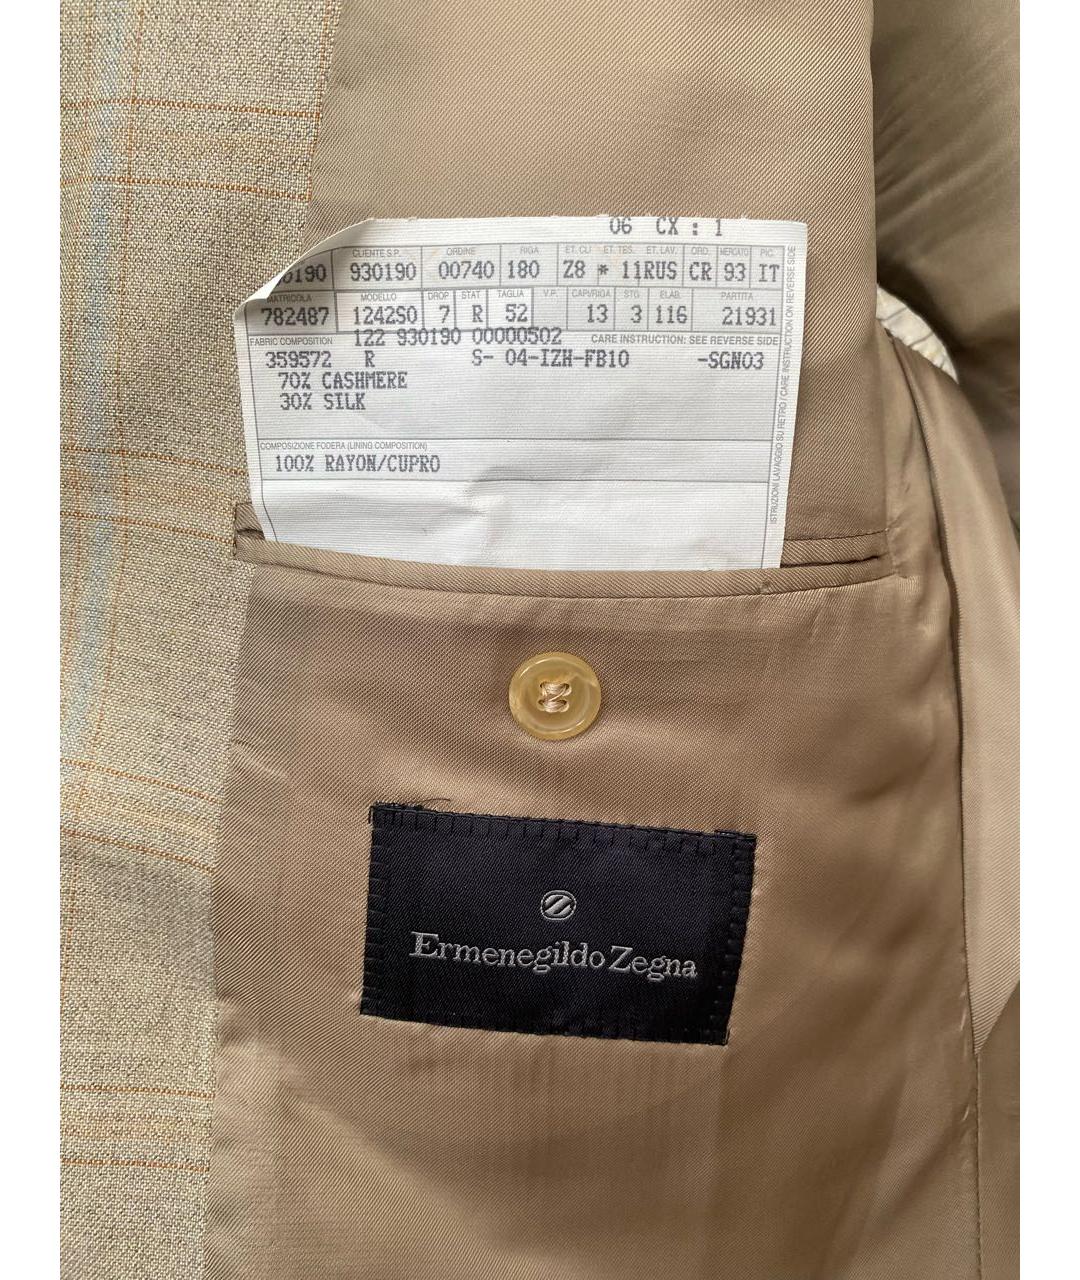 06 CX : 1
CLIENTE S.P. ORDINE RIGA ET. CLI ET. TES. ET. LAV. ORD. MERCATO PIC.
0190 930190 00740 180 Z8 * 11RUS CR 93 IT
MATRICOLA MODELLO DROP STAT TAGLIA V.P. CAPI/RIGA STG ELAB. PARTITA
782487 1242S0 7 R 52 13 3 116 21931
122 930190 00000502
FABRIC COMPOSITION CARE INSTRUCTION: SEE REVERSE SIDE
359572 R S- 04-IZH-FB10 -SGN03
70% CASHMERE
30% SILK
COMPOSIZIONE FODERA (LINING COMPOSITION)
100% RAYON/CUPRO
ISTRUZIONI LAVAGGIO SU RETRO / CARE INSTRUCTION ON REVERSE SIDE
Ermenegildo Zegna